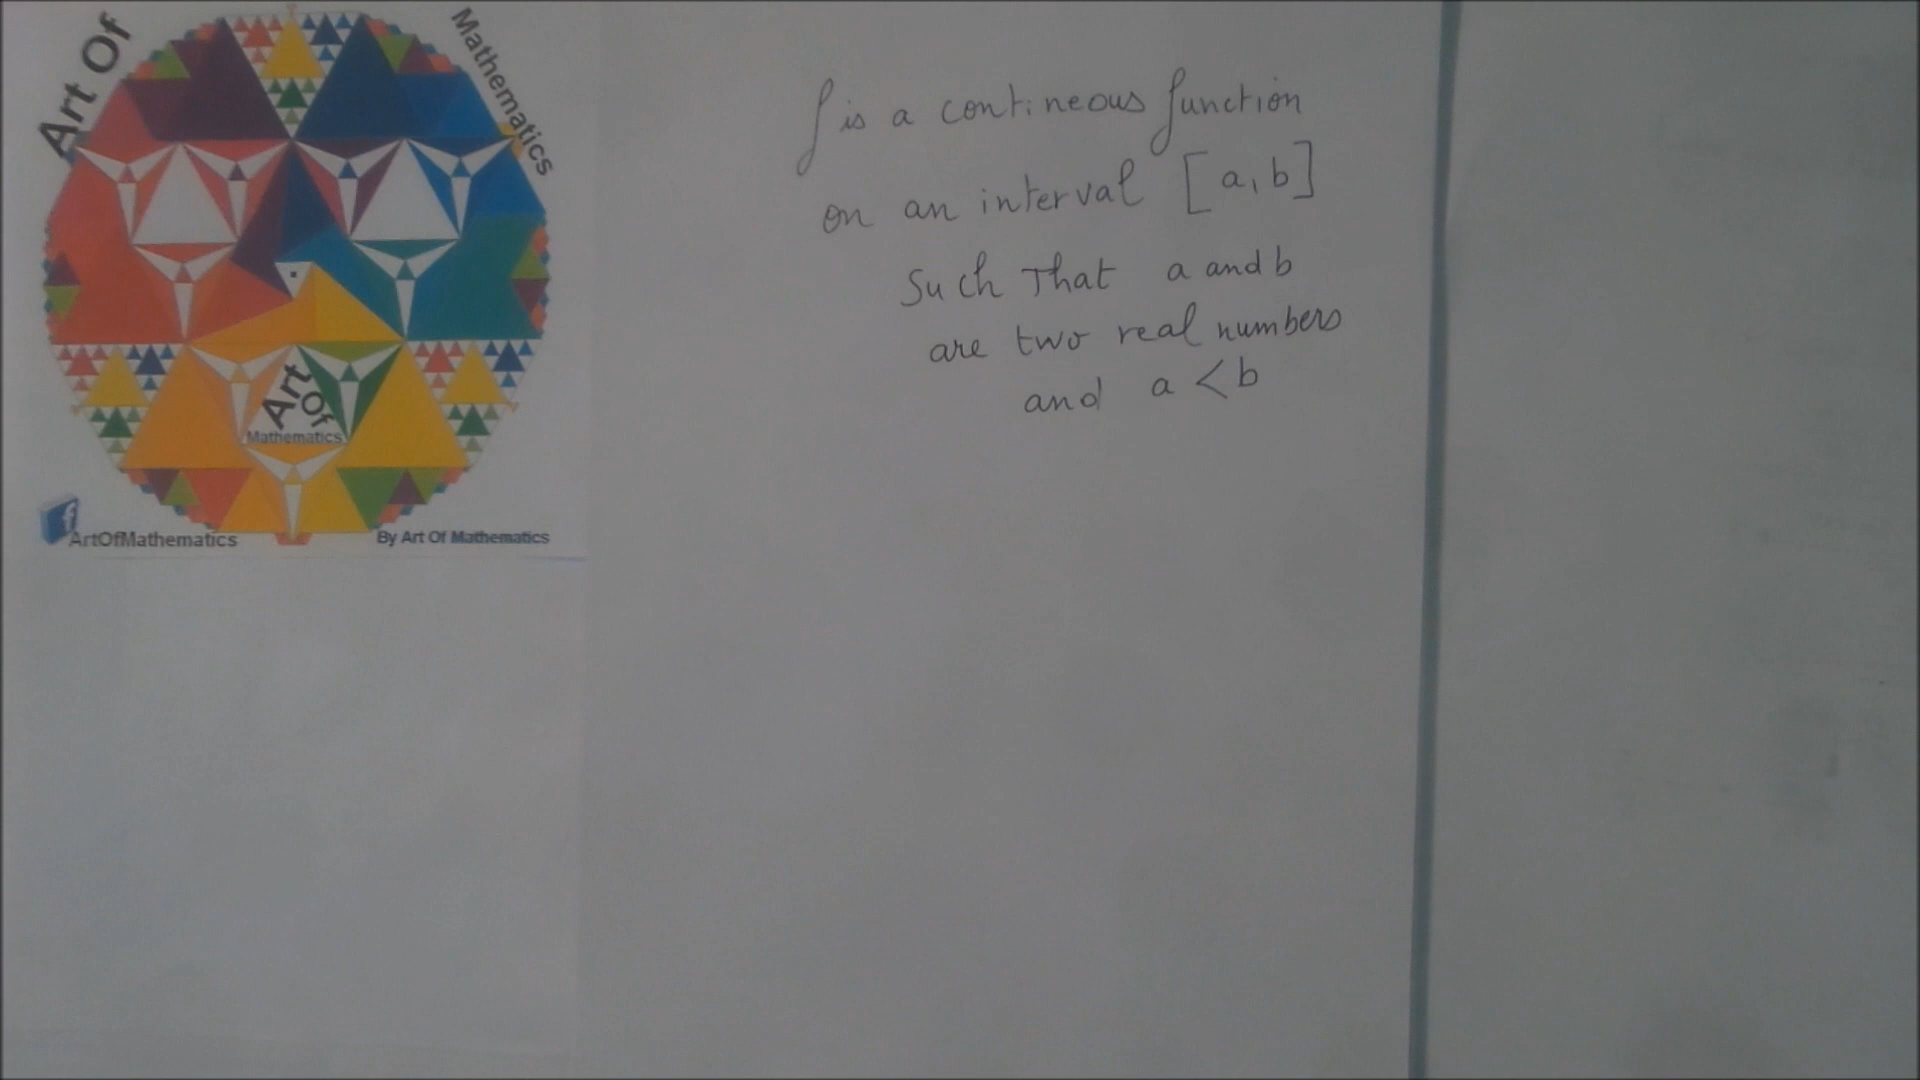 Art Of
Mathematics
Art
Of
Mathematics
f
ArtOfMathematics
By Art Of Mathematics
f is a contineous function
on an interval [a, b]
Such That a and b
are two real numbers
and a < b